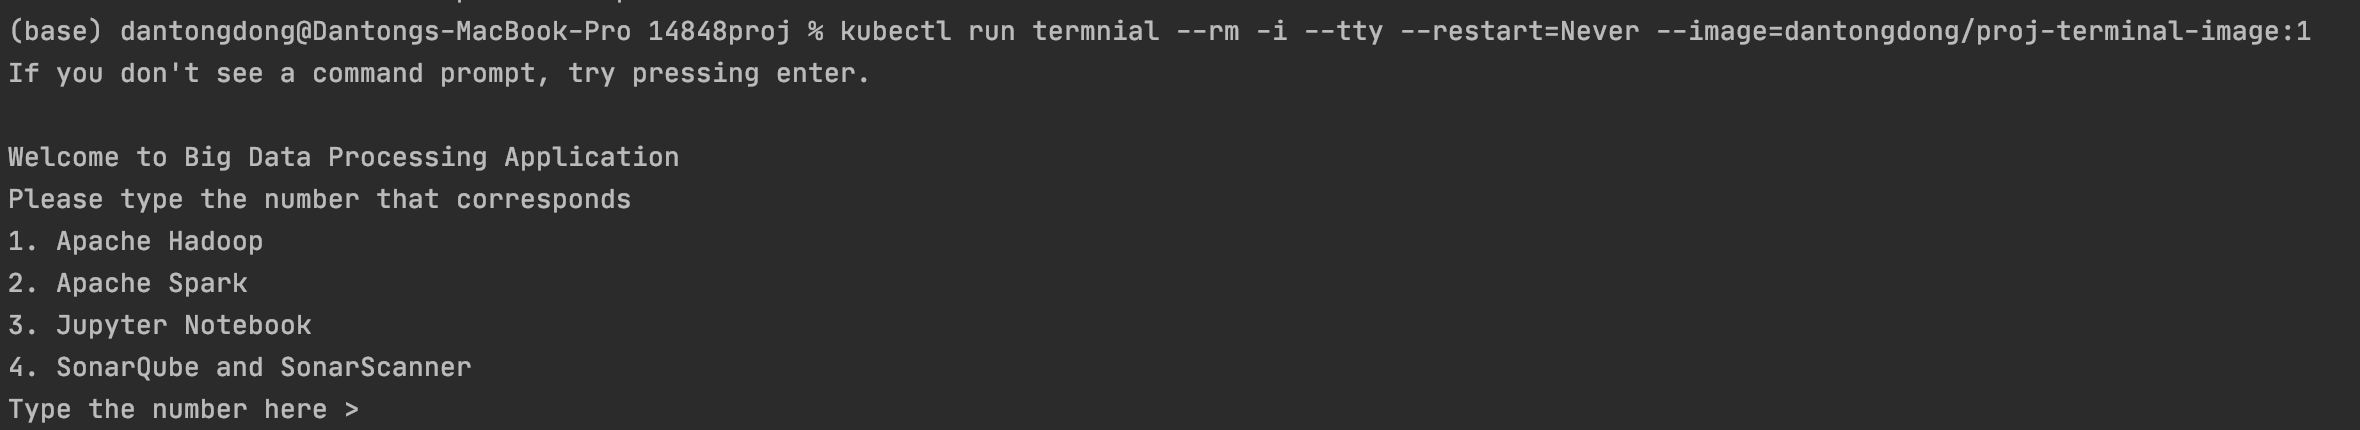 (base) dantongdong@Dantongs-MacBook-Pro 14848proj % kubectl run termnial --rm -i --tty --restart=Never --image=dantongdong/proj-terminal-image:1
If you don't see a command prompt, try pressing enter.
Welcome to Big Data Processing Application
Please type the number that corresponds
1. Apache Hadoop
2. Apache Spark
3. Jupyter Notebook
4. SonarQube and SonarScanner
Type the number here >